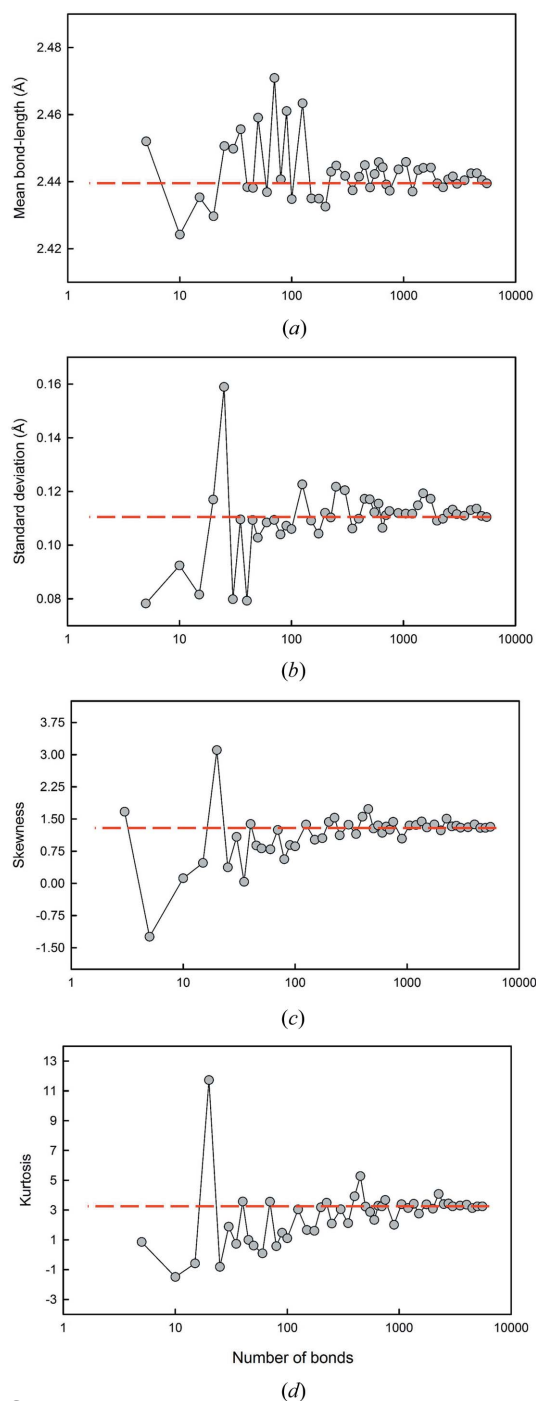 2.48
2.46
2.44
2.42
Mean bond-length (Å)
1 10 100 1000 10000
(a)
0.16
0.14
0.12
0.10
0.08
Standard deviation (Å)
1 10 100 1000 10000
(b)
3.75
3.00
2.25
1.50
0.75
0.00
-0.75
-1.50
Skewness
1 10 100 1000 10000
(c)
13
11
9
7
5
3
1
-1
-3
Kurtosis
1 10 100 1000 10000
Number of bonds
(d)